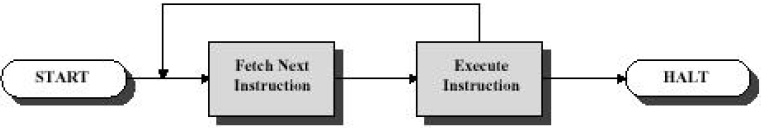 START
Fetch Next
Instruction
Execute
Instruction
HALT